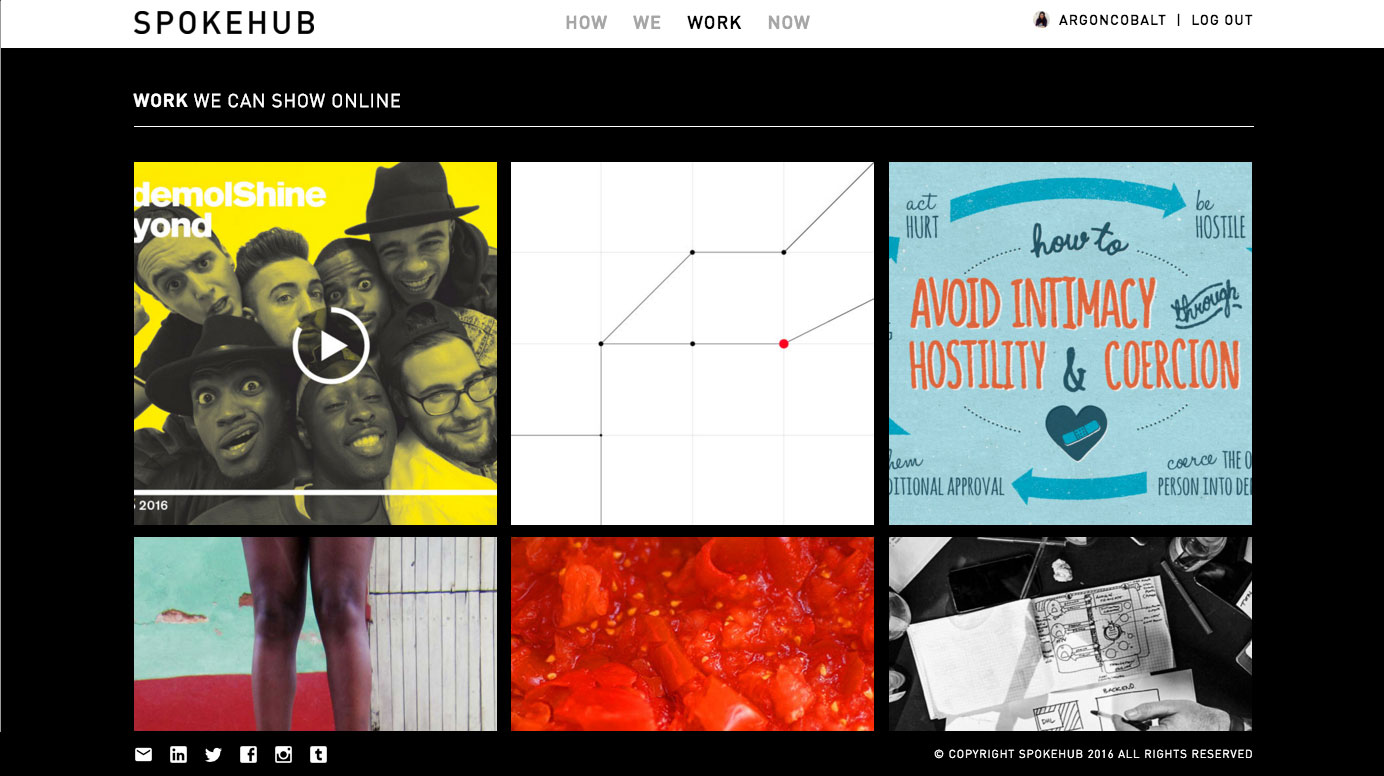 SPOKEHUB
HOW WE WORK NOW
ARGONCOBALT | LOG OUT
WORK WE CAN SHOW ONLINE
demolShine
yond
2016
act
HURT
be
HOSTILE
how to
AVOID INTIMACY
through
HOSTILITY & COERCION
hem
DITIONAL APPROVAL
coerce THE O
PERSON INTO DE
BACKEND
DHL
© COPYRIGHT SPOKEHUB 2016 ALL RIGHTS RESERVED